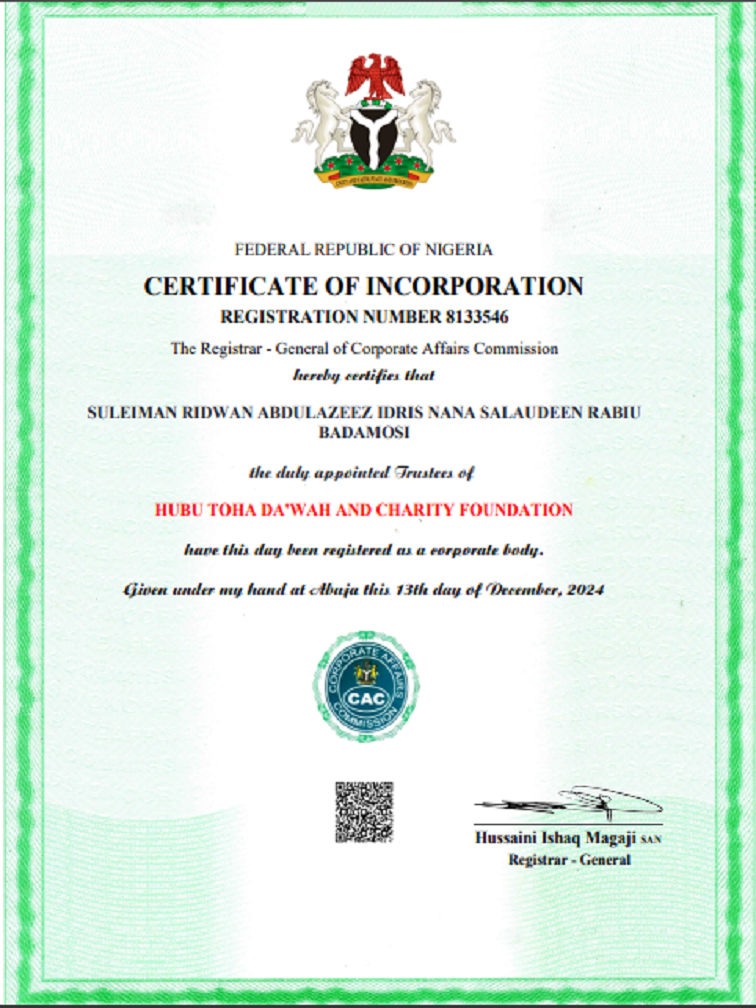 FEDERAL REPUBLIC OF NIGERIA
CERTIFICATE OF INCORPORATION
REGISTRATION NUMBER 8133546
The Registrar - General of Corporate Affairs Commission
hereby certifies that
SULEIMAN RIDWAN ABDULAZEEZ IDRIS NANA SALAUDEEN RABIU
BADAMOSI
the duly appointed Trustees of
HUBU TOHA DA'WAH AND CHARITY FOUNDATION
have this day been registered as a corporate body.
Given under my hand at Abuja this 13th day of December, 2024
CORPORATE AFFAIRS
CAC
COMMISSION
Hussaini Ishaq Magaji SAN
Registrar - General